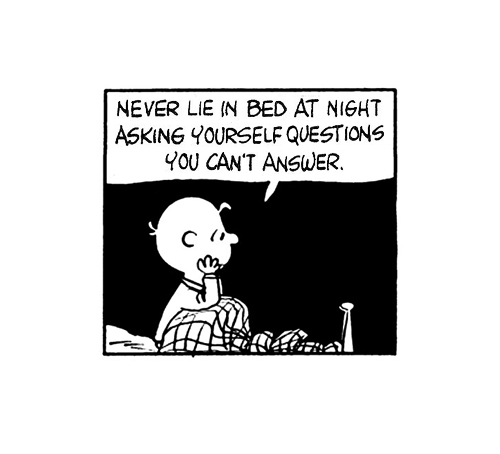 NEVER LIE IN BED AT NIGHT
ASKING YOURSELF QUESTIONS
YOU CAN'T ANSWER.